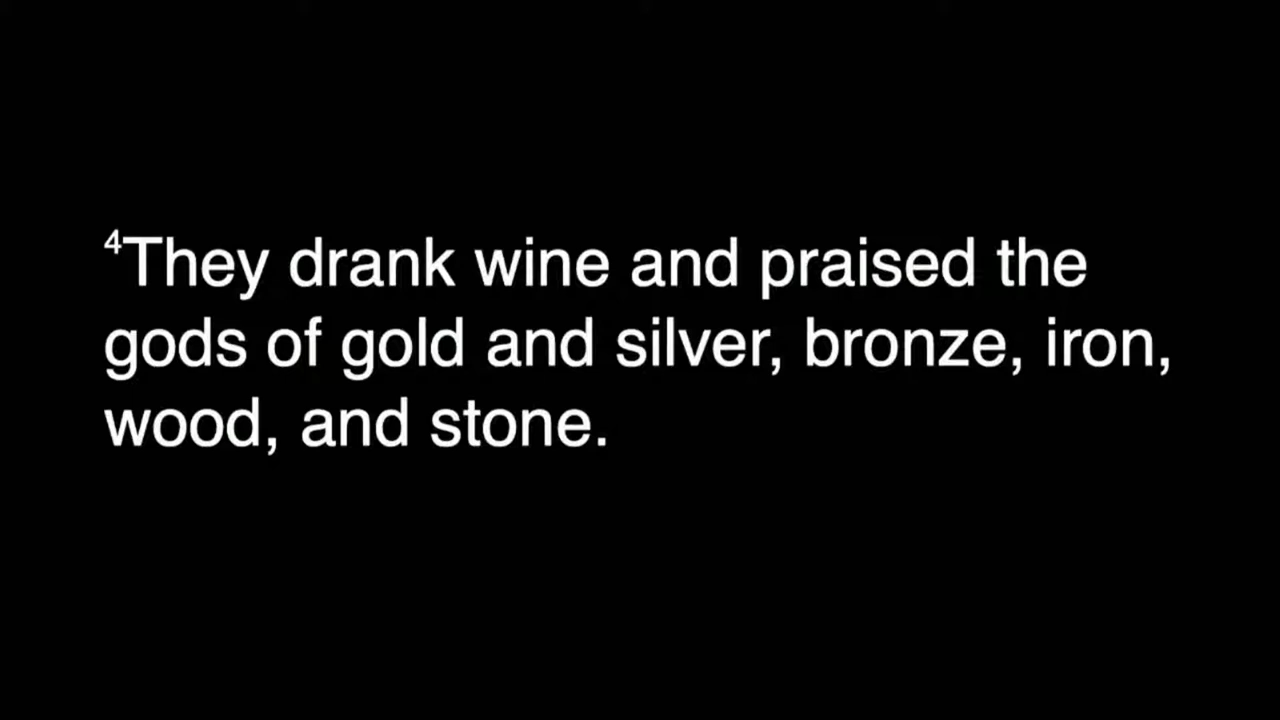 ⁴They drank wine and praised the
gods of gold and silver, bronze, iron,
wood, and stone.